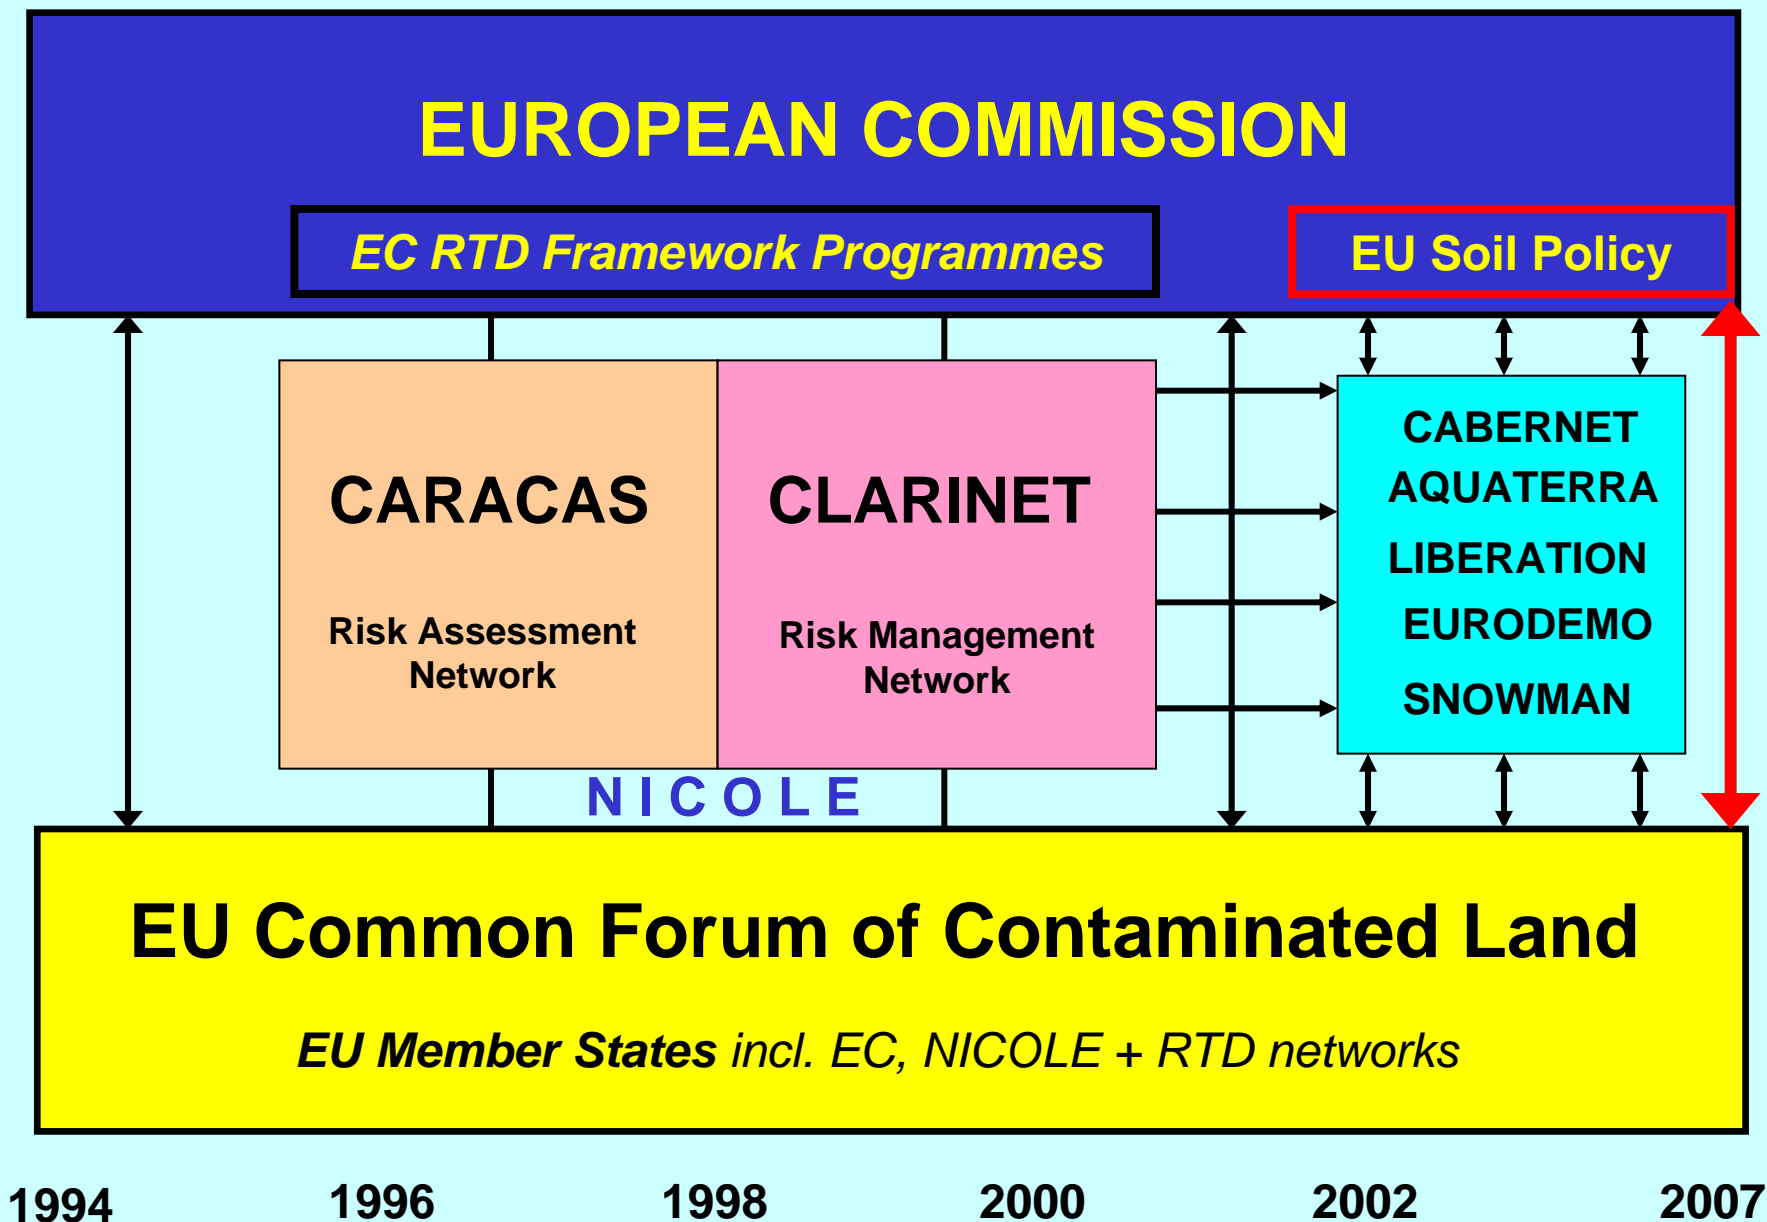 EUROPEAN COMMISSION
EC RTD Framework Programmes
EU Soil Policy
CARACAS
Risk Assessment
Network
CLARINET
Risk Management
Network
CABERNET
AQUATERRA
LIBERATION
EURODEMO
SNOWMAN
N I C O L E
EU Common Forum of Contaminated Land
EU Member States incl. EC, NICOLE + RTD networks
1994 1996 1998 2000 2002 2007